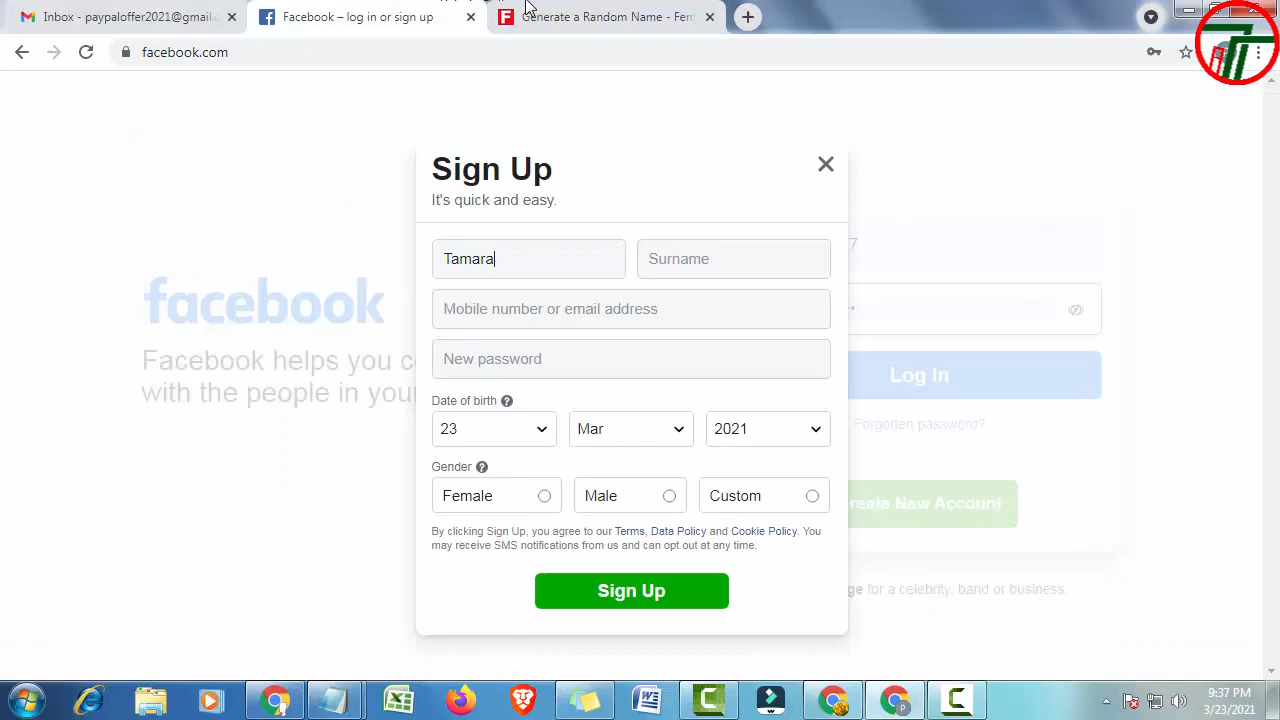 Inbox - paypaloffer2021@gmail.c
Facebook – log in or sign up
a Random Name - Fe
facebook.com
Sign Up
It's quick and easy.
Tamara
Surname
7
Mobile number or email address
New password
facebook
Facebook helps you c
with the people in your
Log In
Forgotten password?
Date of birth
23
Mar
2021
Gender
Female
Male
Custom
reate New Account
By clicking Sign Up, you agree to our Terms, Data Policy and Cookie Policy. You
may receive SMS notifications from us and can opt out at any time.
Sign Up
ge for a celebrity, band or business.
9:37 PM
3/23/2021